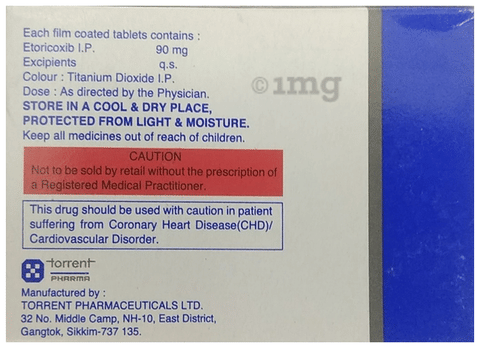 Each film coated tablets contains :
Etoricoxib I.P. 90 mg
Excipients q.s.
Colour : Titanium Dioxide I.P.
Dose : As directed by the Physician.
STORE IN A COOL & DRY PLACE,
PROTECTED FROM LIGHT & MOISTURE.
Keep all medicines out of reach of children.
©1mg
CAUTION
Not to be sold by retail without the prescription of
a Registered Medical Practitioner.
This drug should be used with caution in patient
suffering from Coronary Heart Disease(CHD)/
Cardiovascular Disorder.
torrent
PHARMA
Manufactured by :
TORRENT PHARMACEUTICALS LTD.
32 No. Middle Camp, NH-10, East District,
Gangtok, Sikkim-737 135.